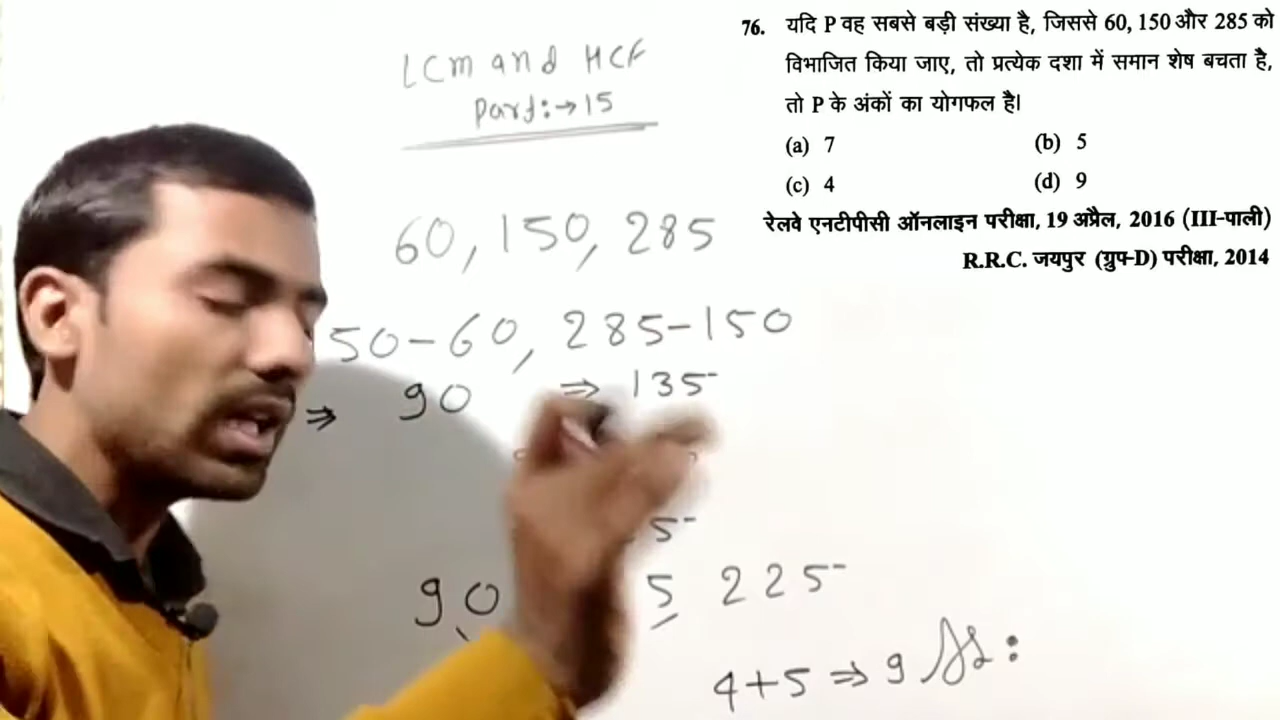 LCM and HCF
Part:→15
76. यदि P वह सबसे बड़ी संख्या है, जिससे 60, 150 और 285 को
विभाजित किया जाए, तो प्रत्येक दशा में समान शेष बचता है,
तो P के अंकों का योगफल है।
(a) 7 (b) 5
(c) 4 (d) 9
रेलवे एनटीपीसी ऑनलाइन परीक्षा, 19 अप्रैल, 2016 (III-पाली)
R.R.C. जयपुर (ग्रुप-D) परीक्षा, 2014
60, 150, 285
50-60, 285-150
⇒ 90 ⇒ 135
5
90 5 225
4+5 ⇒ 9